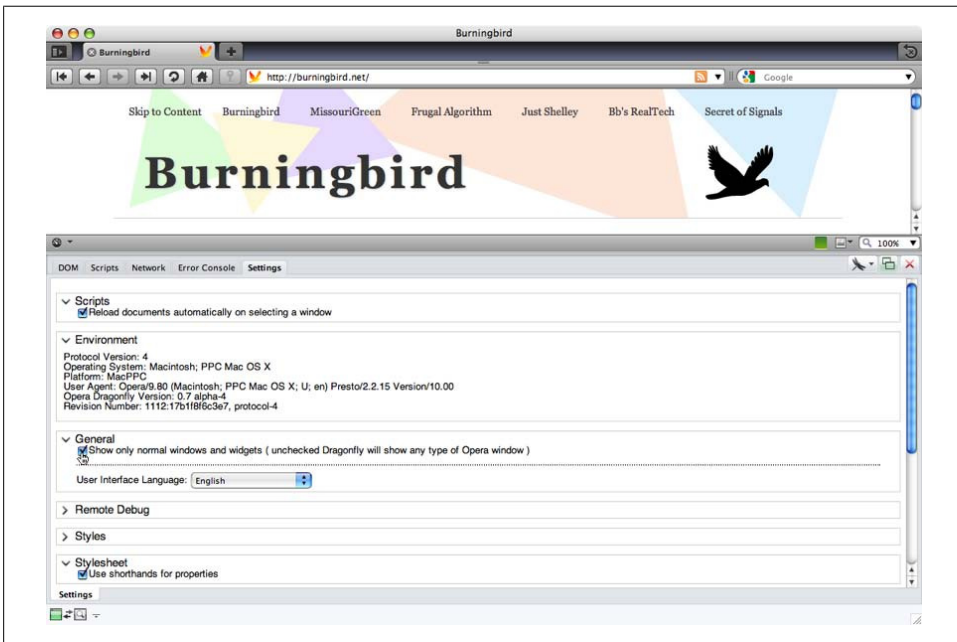 Burningbird
Burningbird
http://burningbird.net/
Google
Skip to Content Burningbird MissouriGreen Frugal Algorithm Just Shelley Bb's RealTech Secret of Signals
Burningbird
100%
DOM Scripts Network Error Console Settings
Scripts
Reload documents automatically on selecting a window
Environment
Protocol Version: 4
Operating System: Macintosh; PPC Mac OS X
Platform: MacPPC
User Agent: Opera/9.80 (Macintosh; PPC Mac OS X; U; en) Presto/2.2.15 Version/10.00
Opera Dragonfly Version: 0.7 alpha-4
Revision Number: 1112:17b1f8f6c3e7, protocol-4
General
Show only normal windows and widgets ( unchecked Dragonfly will show any type of Opera window )
User Interface Language: English
Remote Debug
Styles
Stylesheet
Use shorthands for properties
Settings